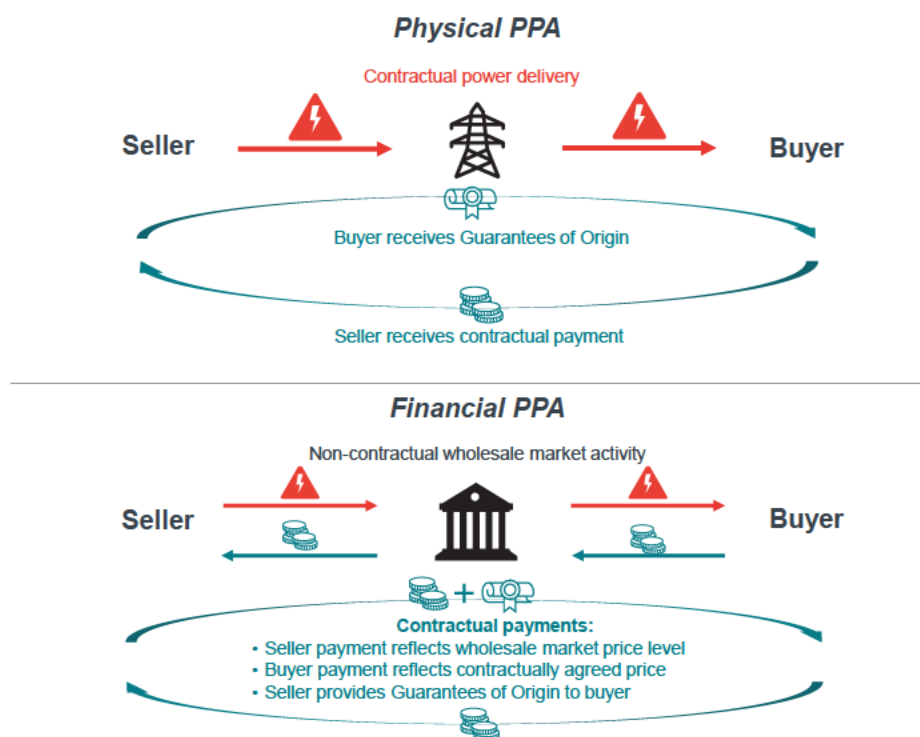 Physical PPA
Contractual power delivery
Seller
Buyer
Buyer receives Guarantees of Origin
Seller receives contractual payment
Financial PPA
Non-contractual wholesale market activity
Seller
Buyer
+
Contractual payments:
• Seller payment reflects wholesale market price level
• Buyer payment reflects contractually agreed price
• Seller provides Guarantees of Origin to buyer